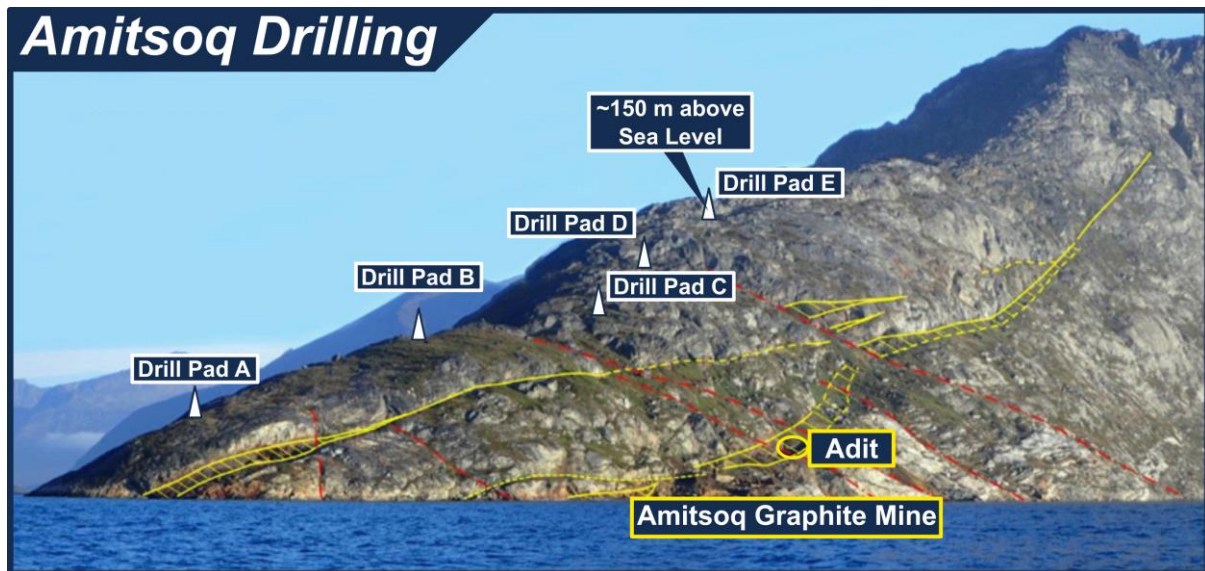 Amitsoq Drilling
~150 m above
Sea Level
Drill Pad E
Drill Pad D
Drill Pad B
Drill Pad C
Drill Pad A
Adit
Amitsoq Graphite Mine